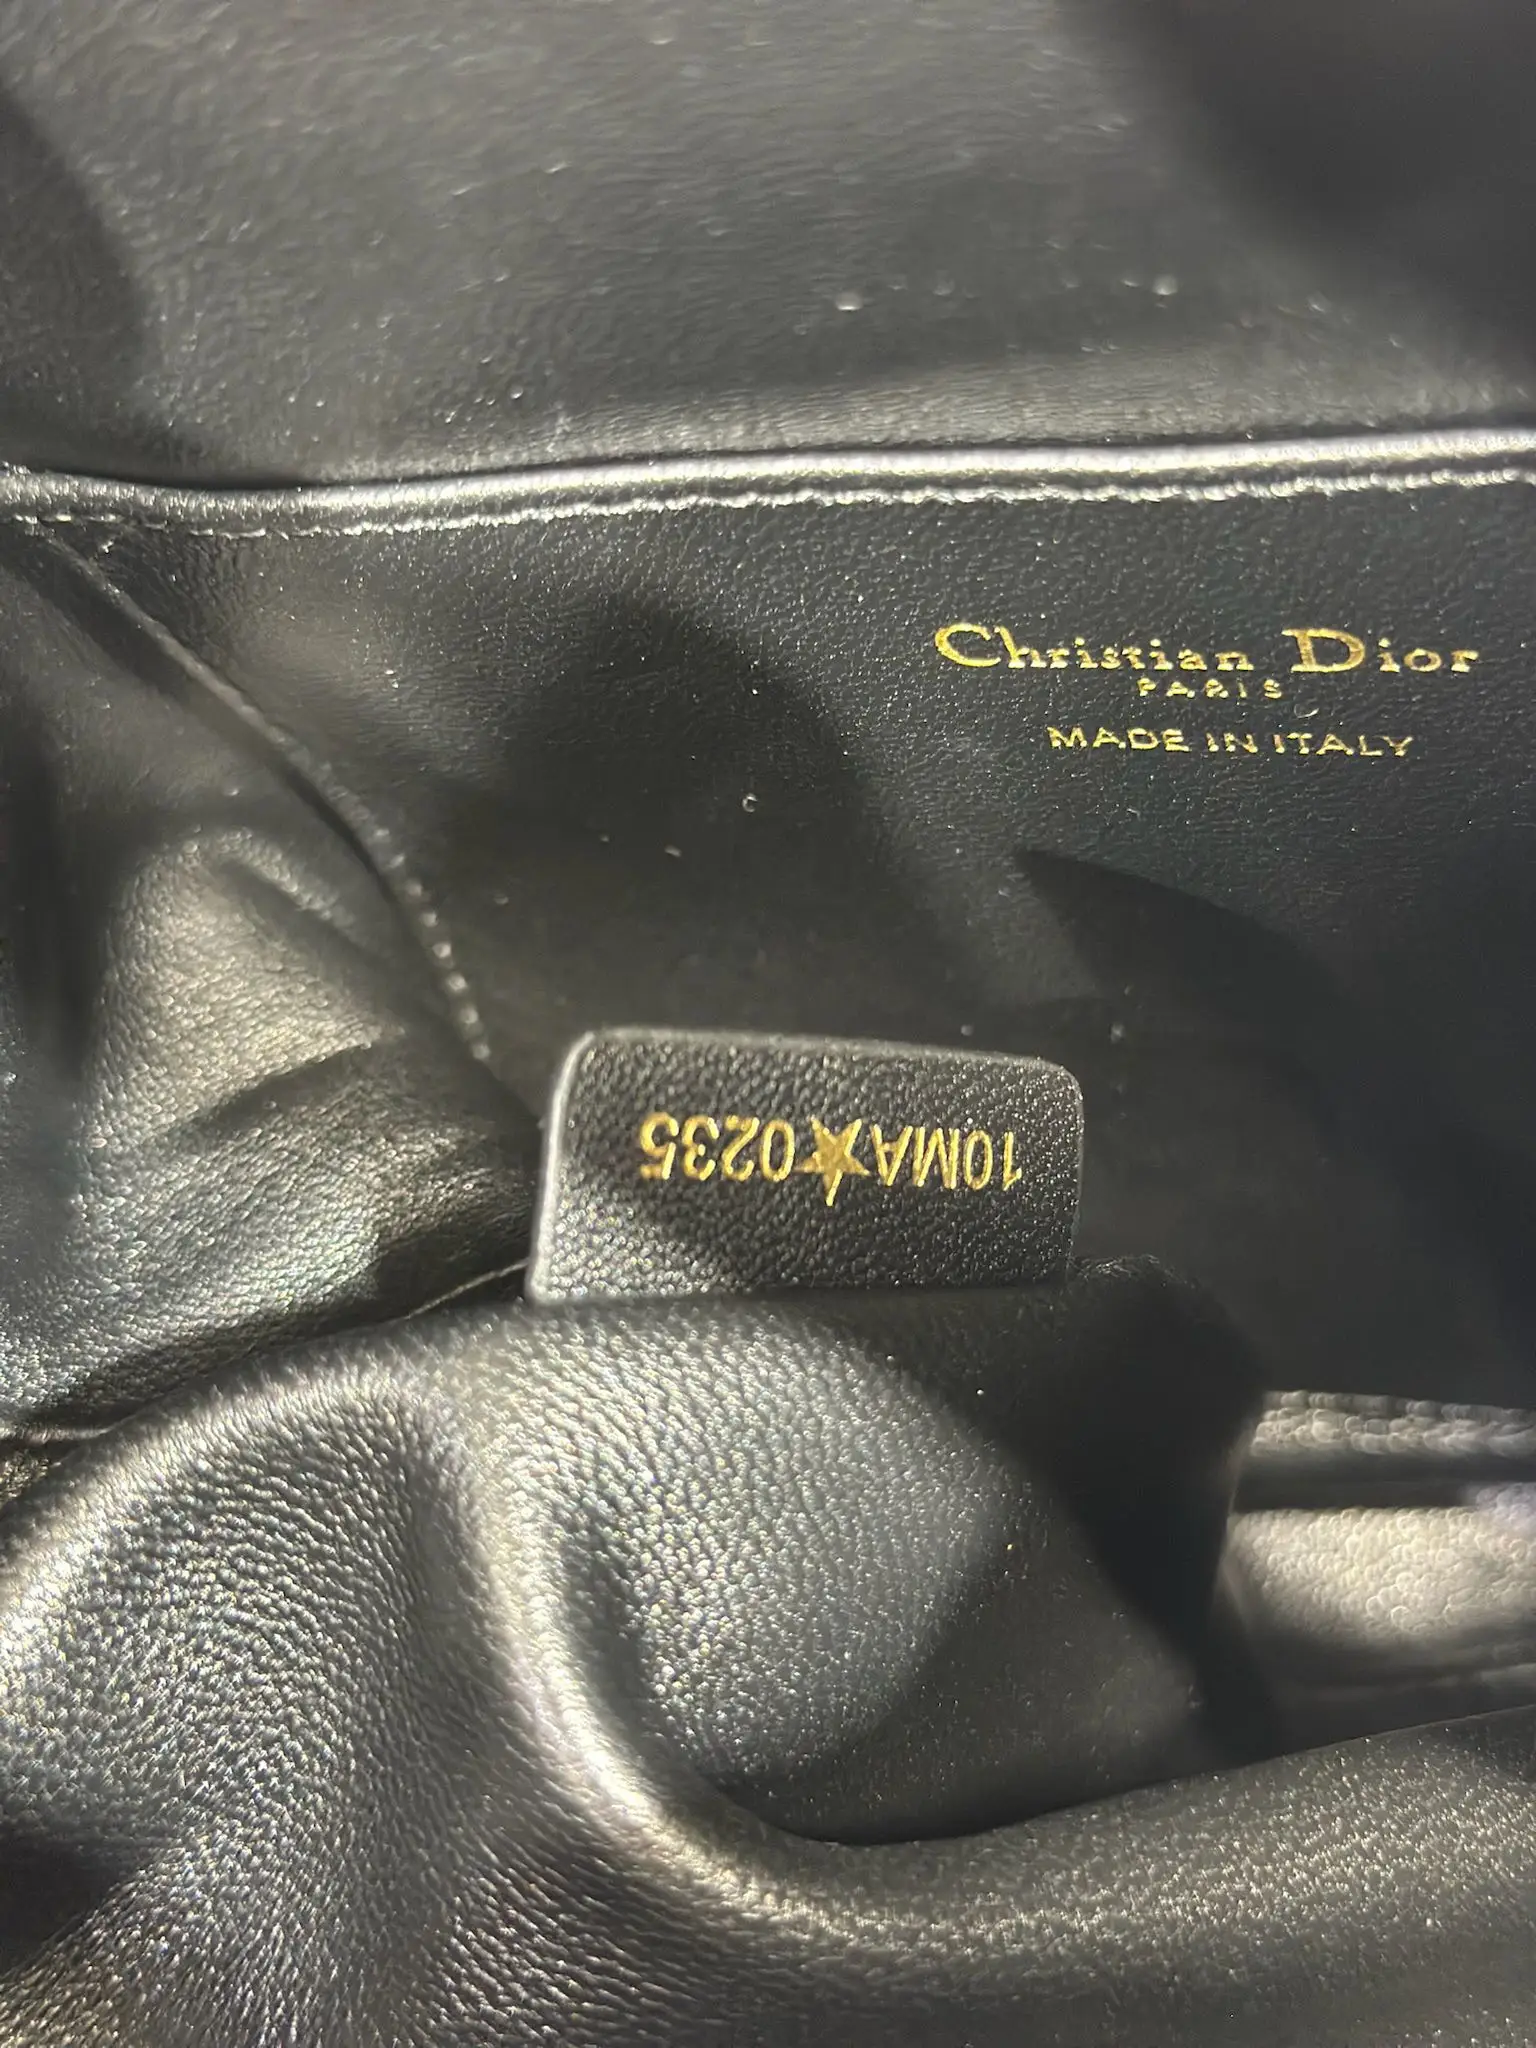 Christian Dior
PARIS
MADE IN ITALY
10MA★0235